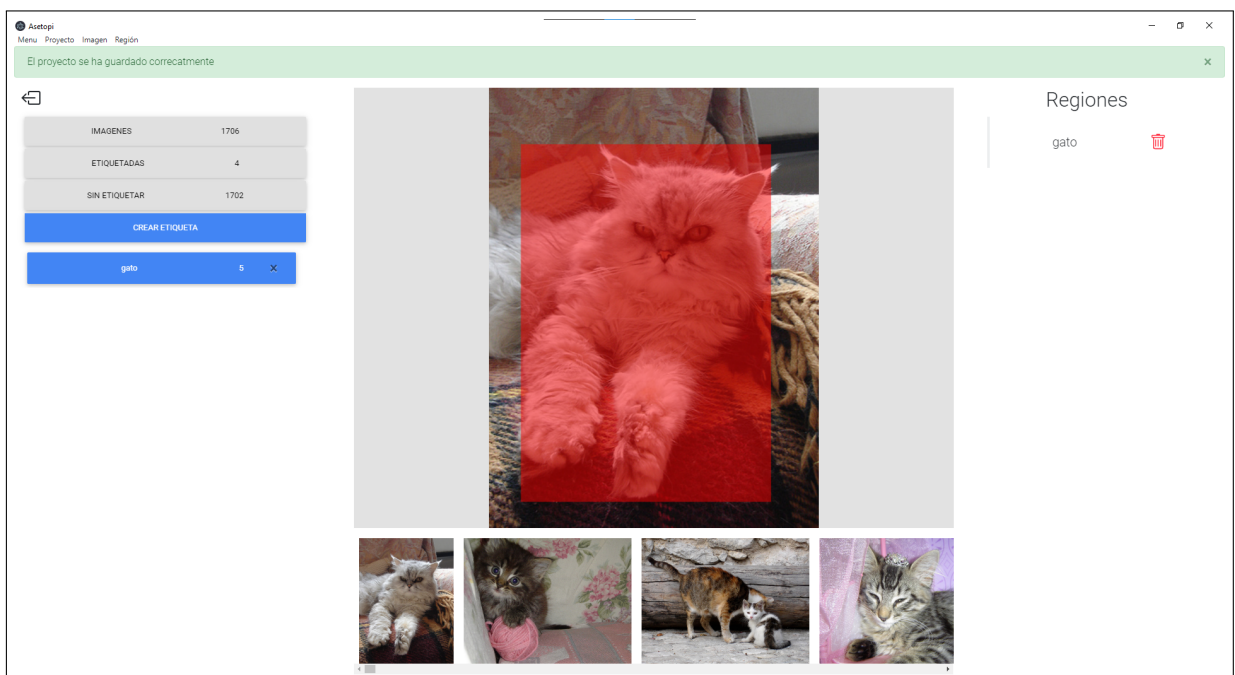 Asetopi
Menu Proyecto Imagen Región
El proyecto se ha guardado correcatmente ×
IMAGENES 1706
ETIQUETADAS 4
SIN ETIQUETAR 1702
CREAR ETIQUETA
gato 5 ×
Regiones
gato